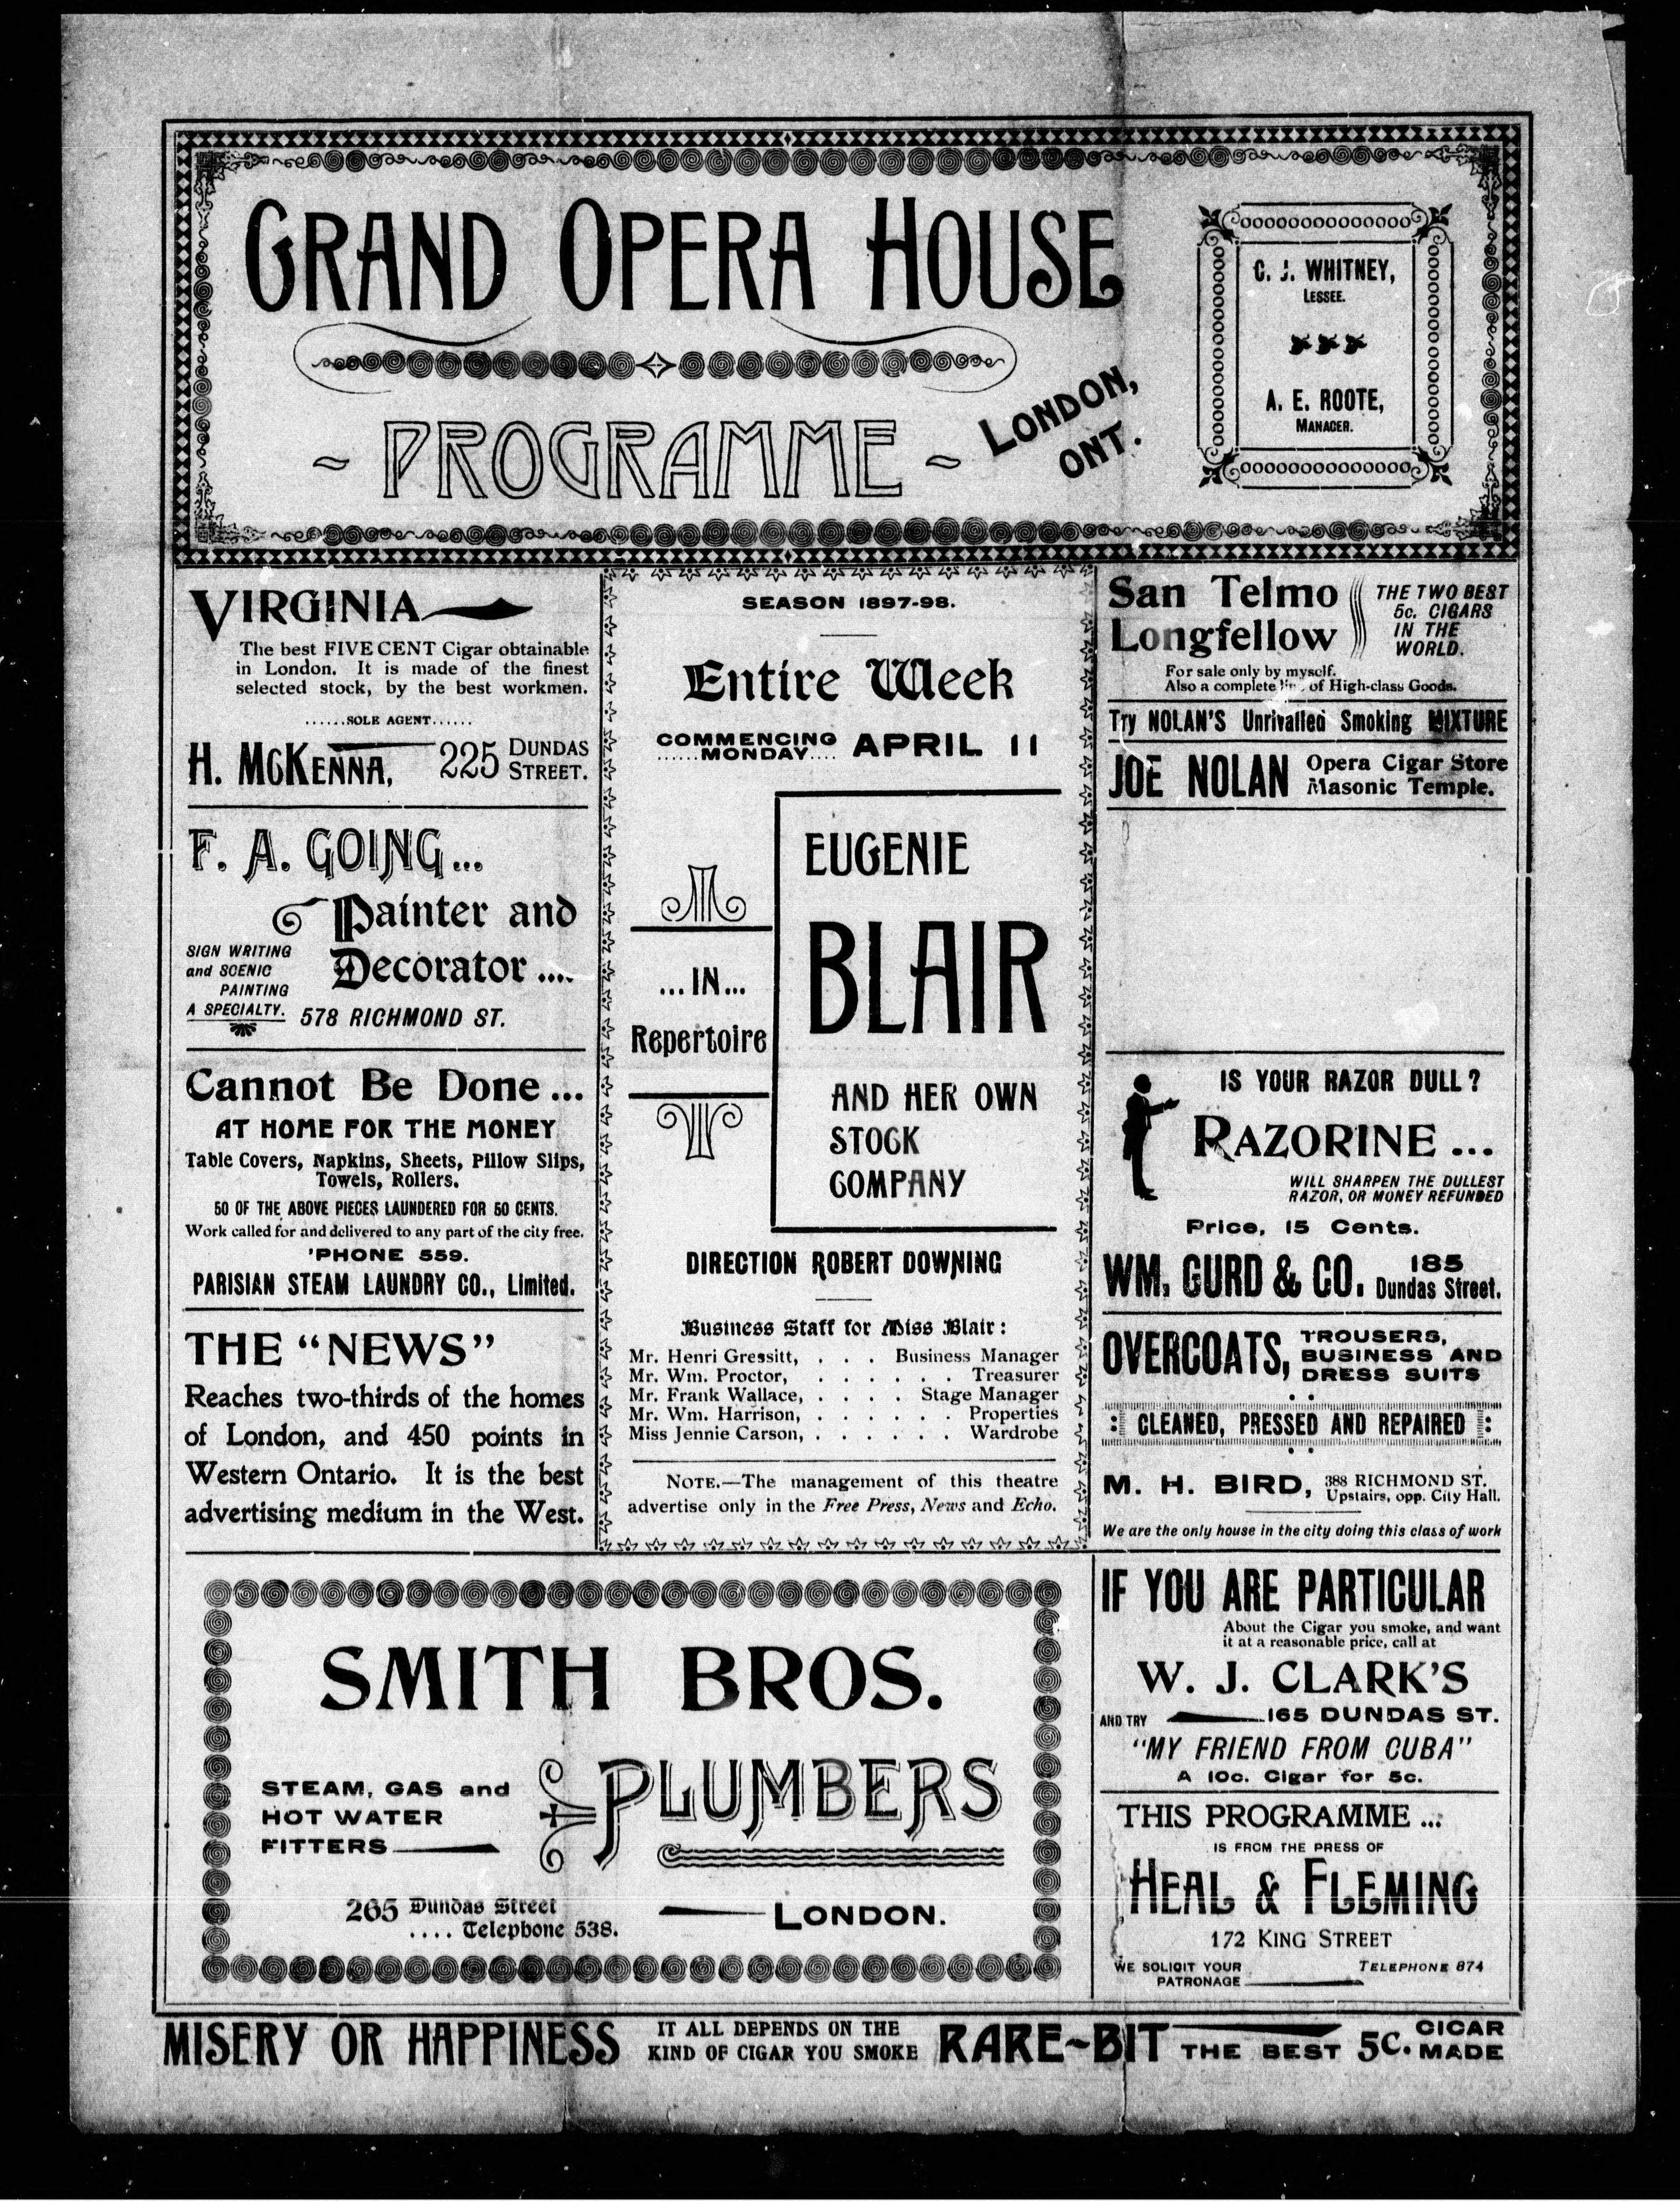 GRAND OPERA HOUSE
~ PROGRAMME ~
LONDON,
ONT.
C. J. WHITNEY,
LESSEE.
A. E. ROOTE,
MANAGER.
VIRGINIA
The best FIVE CENT Cigar obtainable
in London. It is made of the finest
selected stock, by the best workmen.
......SOLE AGENT......
H. MCKENNA, 225 DUNDAS STREET.
F. A. GOING...
Painter and
Decorator....
SIGN WRITING
and SCENIC
PAINTING
A SPECIALTY.
578 RICHMOND ST.
Cannot Be Done...
AT HOME FOR THE MONEY
Table Covers, Napkins, Sheets, Pillow Slips,
Towels, Rollers.
50 OF THE ABOVE PIECES LAUNDERED FOR 50 CENTS.
Work called for and delivered to any part of the city free.
'PHONE 559.
PARISIAN STEAM LAUNDRY CO., Limited.
THE "NEWS"
Reaches two-thirds of the homes
of London, and 450 points in
Western Ontario. It is the best
advertising medium in the West.
SEASON 1897-98.
Entire Week
COMMENCING
......MONDAY....
APRIL 11
...IN...
Repertoire
EUGENIE
BLAIR
AND HER OWN
STOCK
COMPANY
DIRECTION ROBERT DOWNING
Business Staff for Miss Blair:
Mr. Henri Gressitt, . . . Business Manager
Mr. Wm. Proctor, . . . . . . Treasurer
Mr. Frank Wallace, . . . . Stage Manager
Mr. Wm. Harrison, . . . . . . Properties
Miss Jennie Carson, . . . . . . Wardrobe
NOTE.—The management of this theatre
advertise only in the Free Press, News and Echo.
San Telmo
Longfellow
THE TWO BEST
5c. CIGARS
IN THE
WORLD.
For sale only by myself.
Also a complete line of High-class Goods.
Try NOLAN'S Unrivalled Smoking MIXTURE
JOE NOLAN
Opera Cigar Store
Masonic Temple.
IS YOUR RAZOR DULL?
RAZORINE...
WILL SHARPEN THE DULLEST
RAZOR, OR MONEY REFUNDED
Price, 15 Cents.
WM. GURD & CO. 185
Dundas Street.
OVERCOATS,
TROUSERS,
BUSINESS AND
DRESS SUITS
CLEANED, PRESSED AND REPAIRED
M. H. BIRD,
388 RICHMOND ST.
Upstairs, opp. City Hall.
We are the only house in the city doing this class of work
SMITH BROS.
STEAM, GAS and
HOT WATER
FITTERS
PLUMBERS
265 Dundas Street
.... Telephone 538.
LONDON.
IF YOU ARE PARTICULAR
About the Cigar you smoke, and want
it at a reasonable price, call at
W. J. CLARK'S
AND TRY
165 DUNDAS ST.
"MY FRIEND FROM CUBA"
A 10c. Cigar for 5c.
THIS PROGRAMME...
IS FROM THE PRESS OF
HEAL & FLEMING
172 KING STREET
WE SOLICIT YOUR
PATRONAGE
TELEPHONE 874
MISERY OR HAPPINESS
IT ALL DEPENDS ON THE
KIND OF CIGAR YOU SMOKE
RARE~BIT THE BEST 5C. CIGAR
MADE